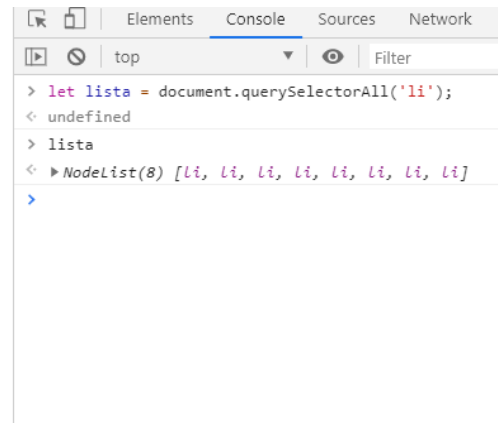 Elements Console Sources Network
top Filter
> let lista = document.querySelectorAll('li');
undefined
> lista
NodeList(8) [li, li, li, li, li, li, li, li]
>